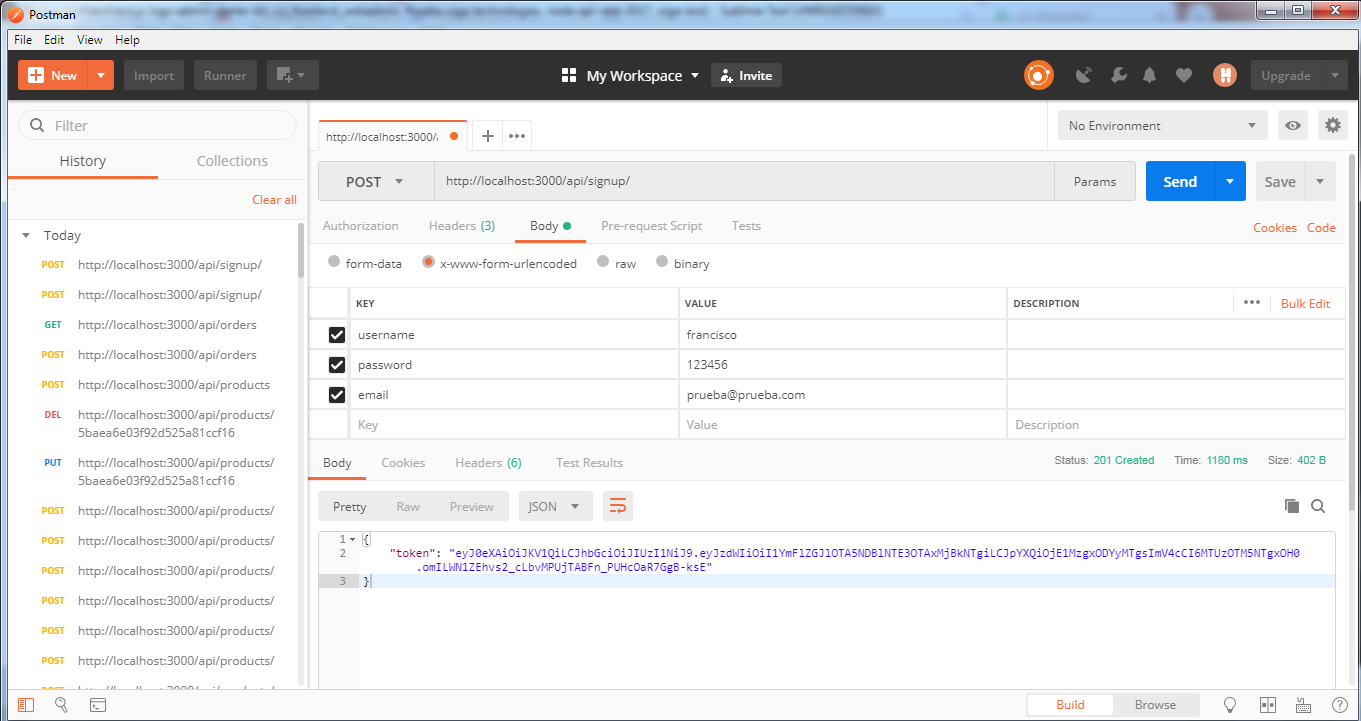 Postman
File Edit View Help
New Import Runner My Workspace Invite Upgrade
Filter
History Collections
Clear all
Today
POST http://localhost:3000/api/signup/
POST http://localhost:3000/api/signup/
GET http://localhost:3000/api/orders
POST http://localhost:3000/api/orders
POST http://localhost:3000/api/products
DEL http://localhost:3000/api/products/
5baea6e03f92d525a81ccf16
PUT http://localhost:3000/api/products/
5baea6e03f92d525a81ccf16
POST http://localhost:3000/api/products/
POST http://localhost:3000/api/products/
POST http://localhost:3000/api/products/
POST http://localhost:3000/api/products/
POST http://localhost:3000/api/products/
POST http://localhost:3000/api/products/
http://localhost:3000/
No Environment
POST http://localhost:3000/api/signup/ Params Send Save
Authorization Headers (3) Body Pre-request Script Tests Cookies Code
form-data x-www-form-urlencoded raw binary
KEY VALUE DESCRIPTION Bulk Edit
username francisco
password 123456
email prueba@prueba.com
Key Value Description
Body Cookies Headers (6) Test Results Status: 201 Created Time: 1180 ms Size: 402 B
Pretty Raw Preview JSON
1 {
2 "token": "eyJ0eXAiOiJKV1QiLCJhbGciOiJIUzI1NiJ9.eyJzdWIiOiI1YmFlZGJlOTA5NDBlNTE3OTAxMjBkNTgiLCJpYXQiOjE1MzgxODYyMTgsImV4cCI6MTUzOTM5NTgxOH0
.omILWN1ZEhvs2_cLbvMPUjTABFn_PUHcOaR7GgB-ksE"
3 }
Build Browse